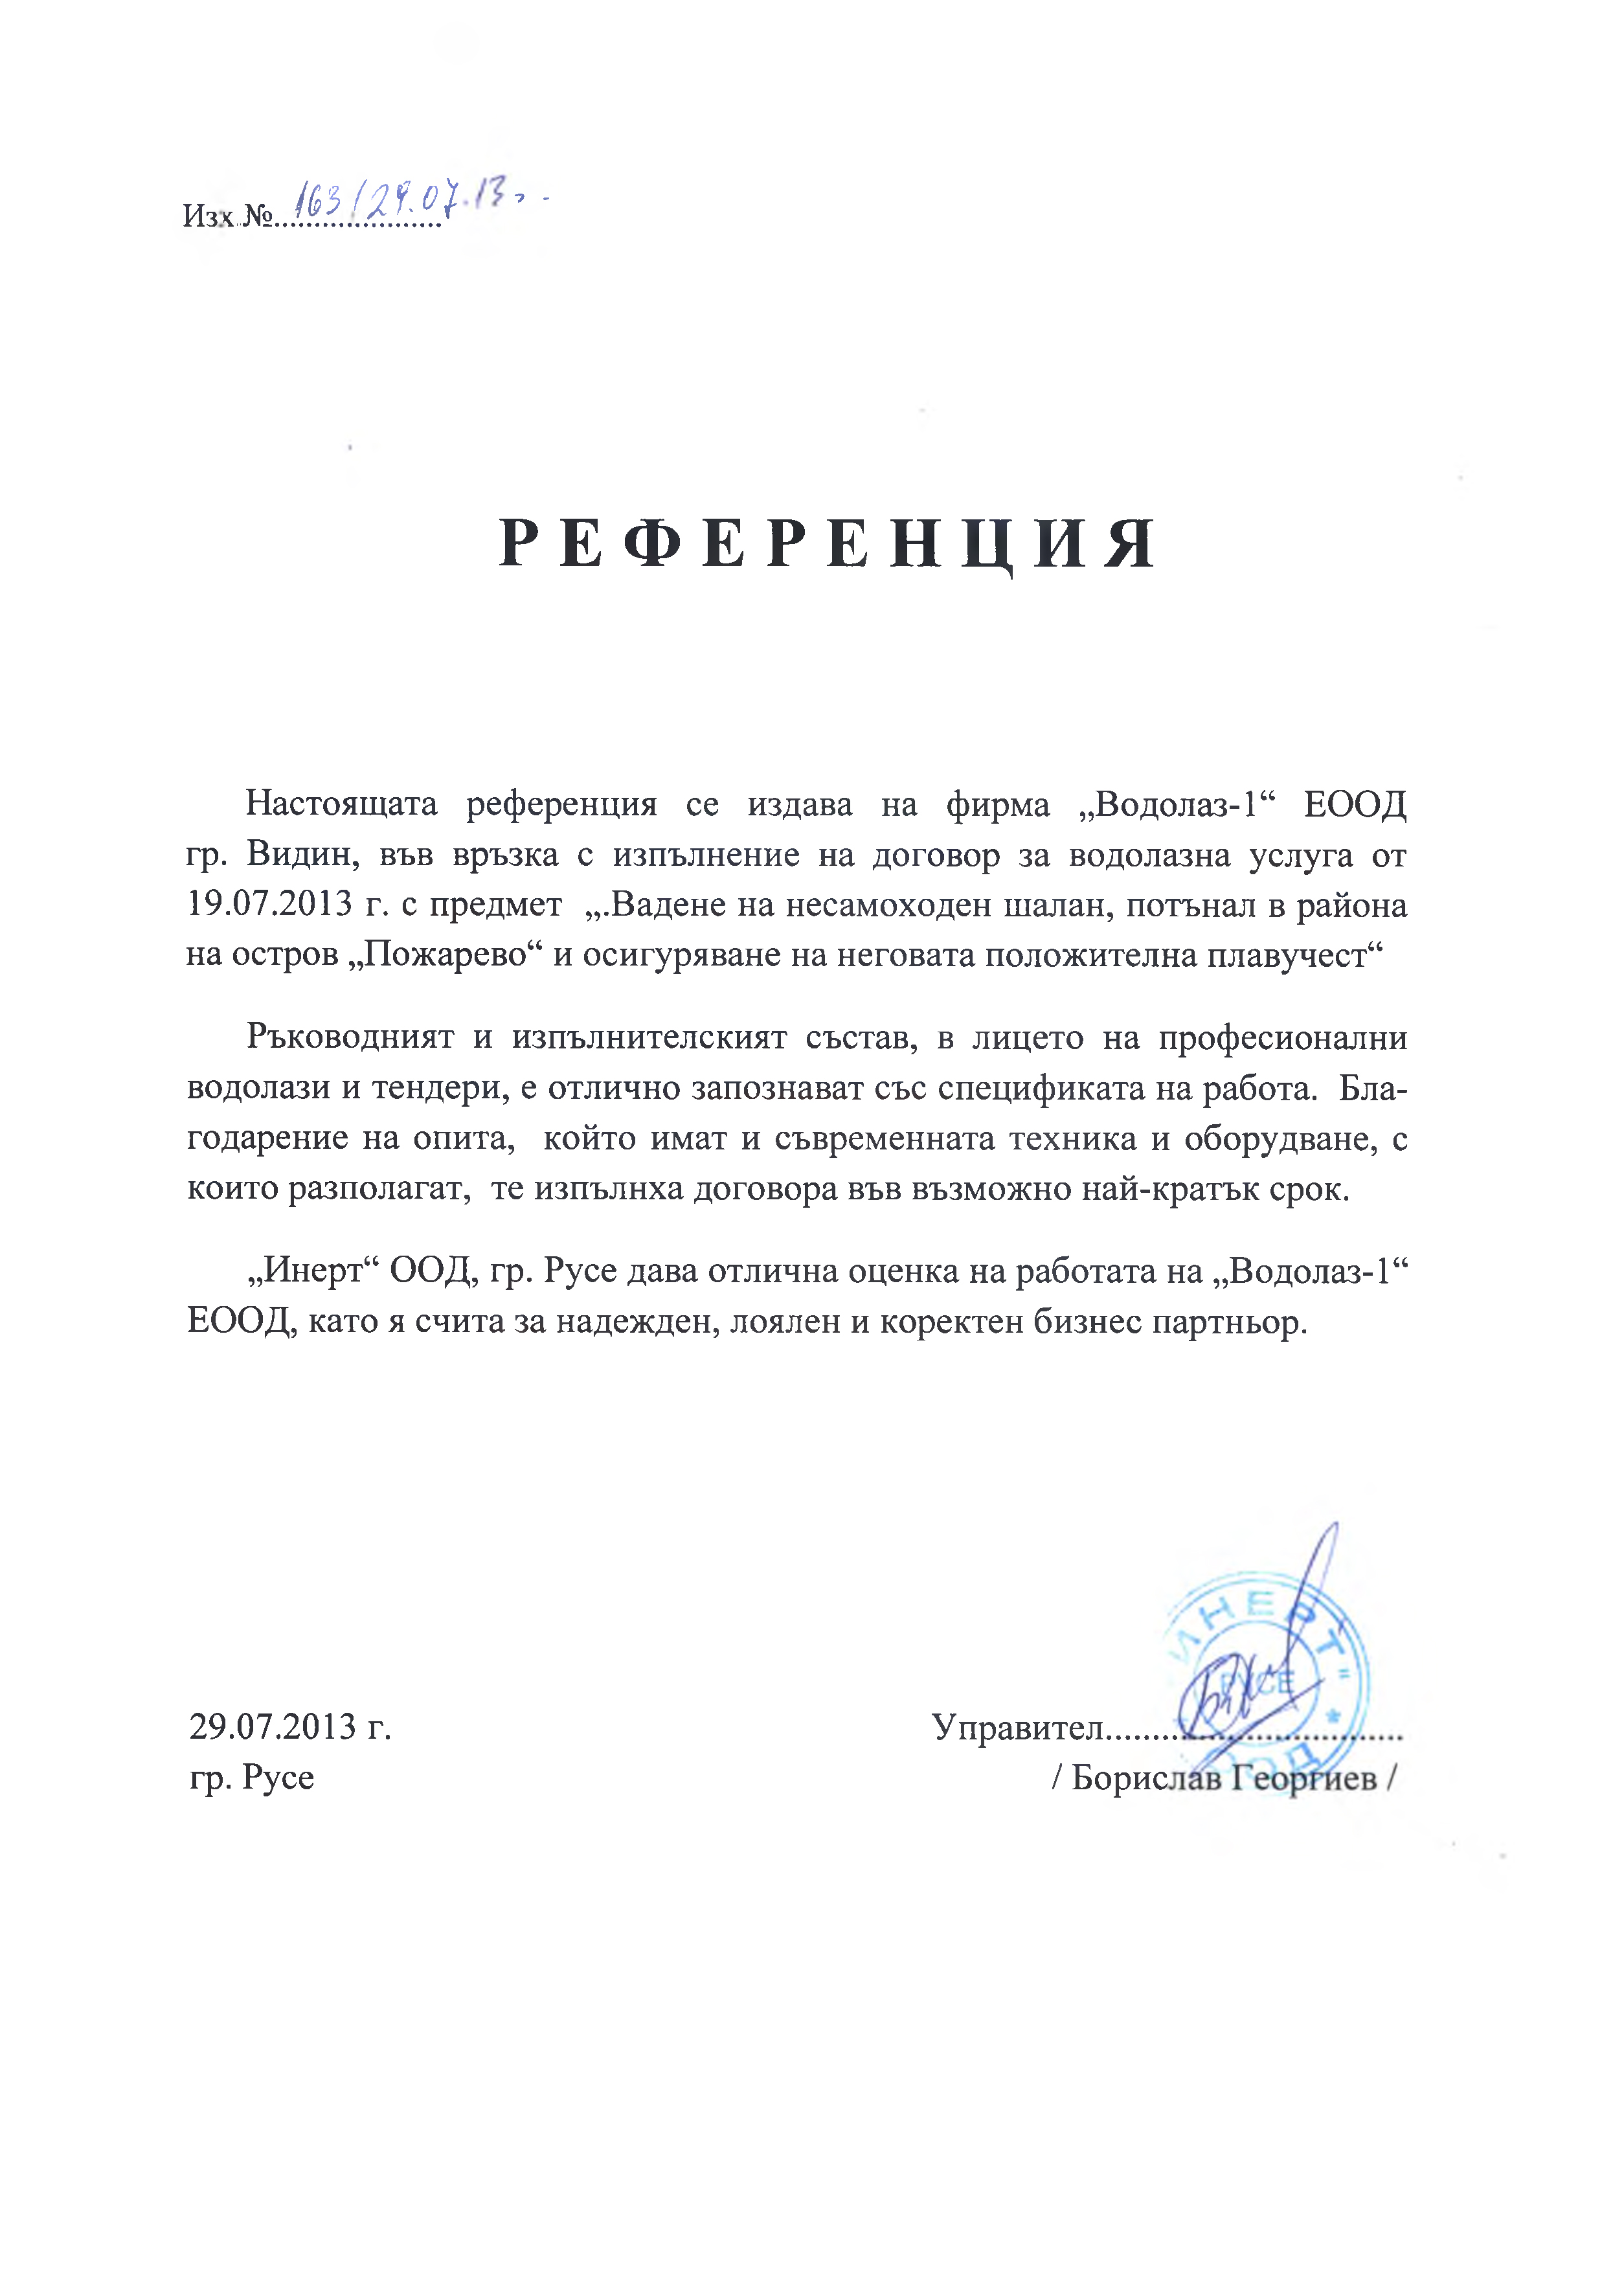 Изх №..................... 163/29.07.13г.
РЕФЕРЕНЦИЯ
Настоящата референция се издава на фирма „Водолаз-1“ ЕООД
гр. Видин, във връзка с изпълнение на договор за водолазна услуга от
19.07.2013 г. с предмет „.Вадене на несамоходен шалан, потънал в района
на остров „Пожарево“ и осигуряване на неговата положителна плавучест“
Ръководният и изпълнителският състав, в лицето на професионални
водолази и тендери, е отлично запознават със спецификата на работа. Бла-
годарение на опита, който имат и съвременната техника и оборудване, с
които разполагат, те изпълнха договора във възможно най-кратък срок.
„Инерт“ ООД, гр. Русе дава отлична оценка на работата на „Водолаз-1“
ЕООД, като я счита за надежден, лоялен и коректен бизнес партньор.
"ИНЕРТ" * ООД
РУСЕ
29.07.2013 г.
Управител......................................
гр. Русе
/ Борислав Георгиев /